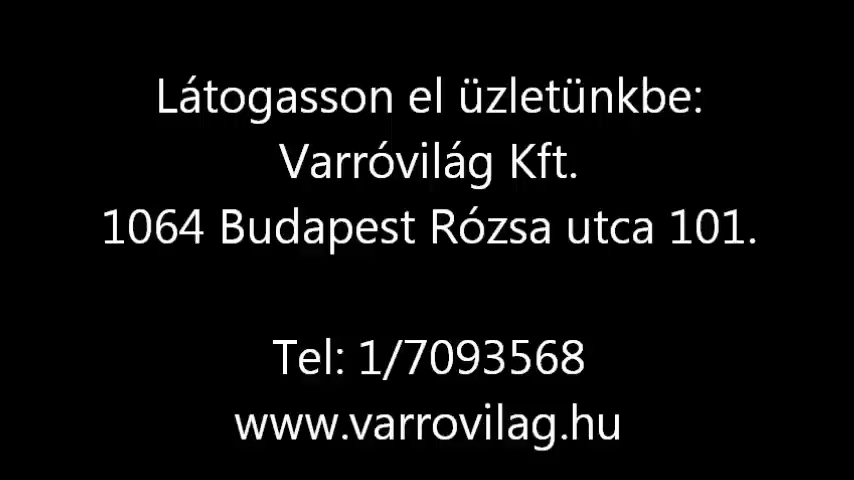 Látogasson el üzletünkbe:
Varróvilág Kft.
1064 Budapest Rózsa utca 101.
Tel: 1/7093568
www.varrovilag.hu